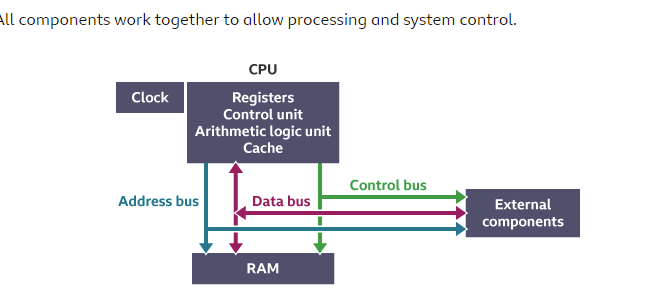 All components work together to allow processing and system control.
CPU
Clock
Registers
Control unit
Arithmetic logic unit
Cache
Control bus
Address bus
Data bus
External
components
RAM